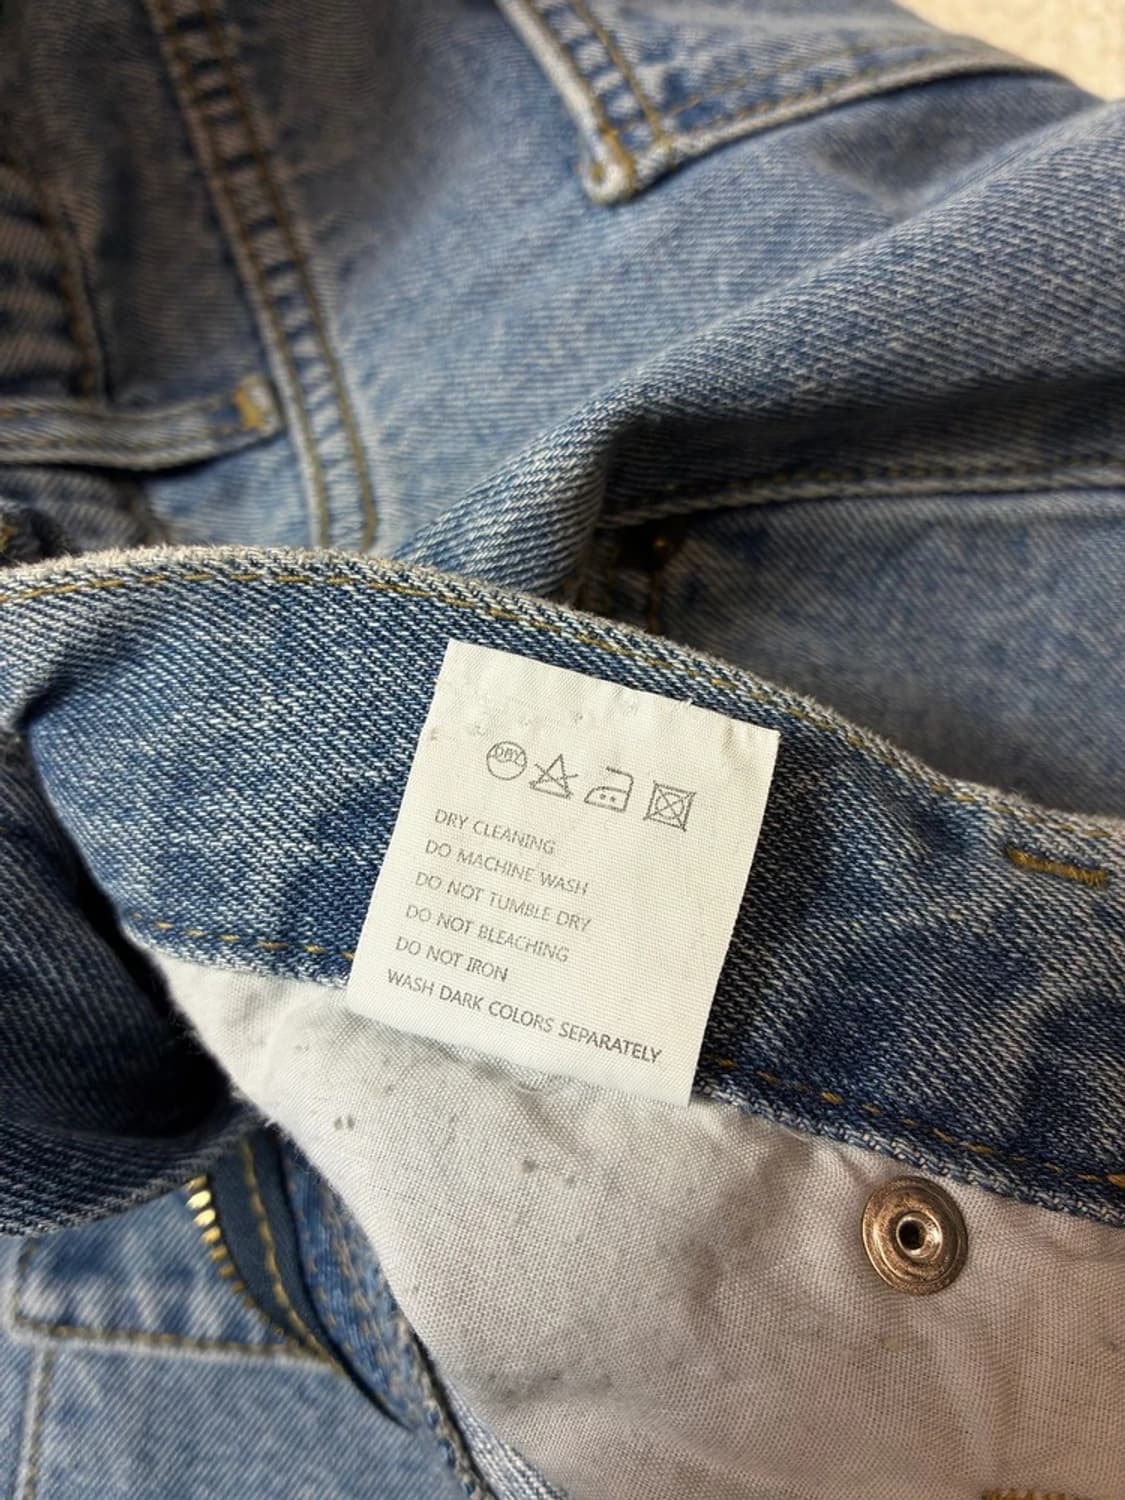 DRY
DRY CLEANING
DO MACHINE WASH
DO NOT TUMBLE DRY
DO NOT BLEACHING
DO NOT IRON
WASH DARK COLORS SEPARATELY